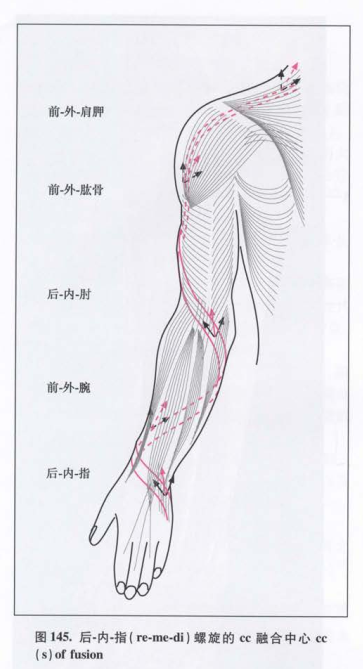 前-外-肩胛
前-外-肱骨
后-内-肘
前-外-腕
后-内-指
图 145. 后-内-指 ( re-me-di ) 螺旋的 cc 融合中心 cc
( s ) of fusion